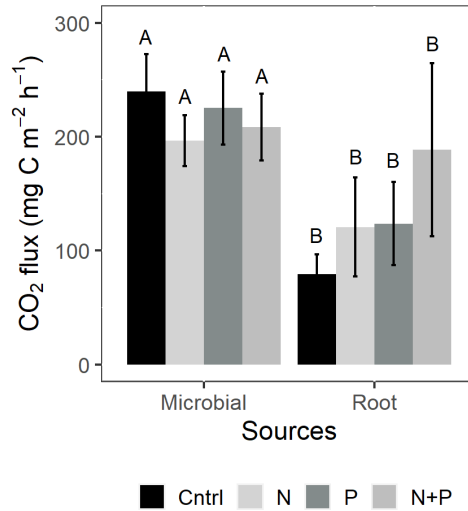 300
200
100
0
CO₂ flux (mg C m⁻² h⁻¹)
A
A
A
A
B
B
B
B
Microbial Root
Sources
Cntrl N P N+P